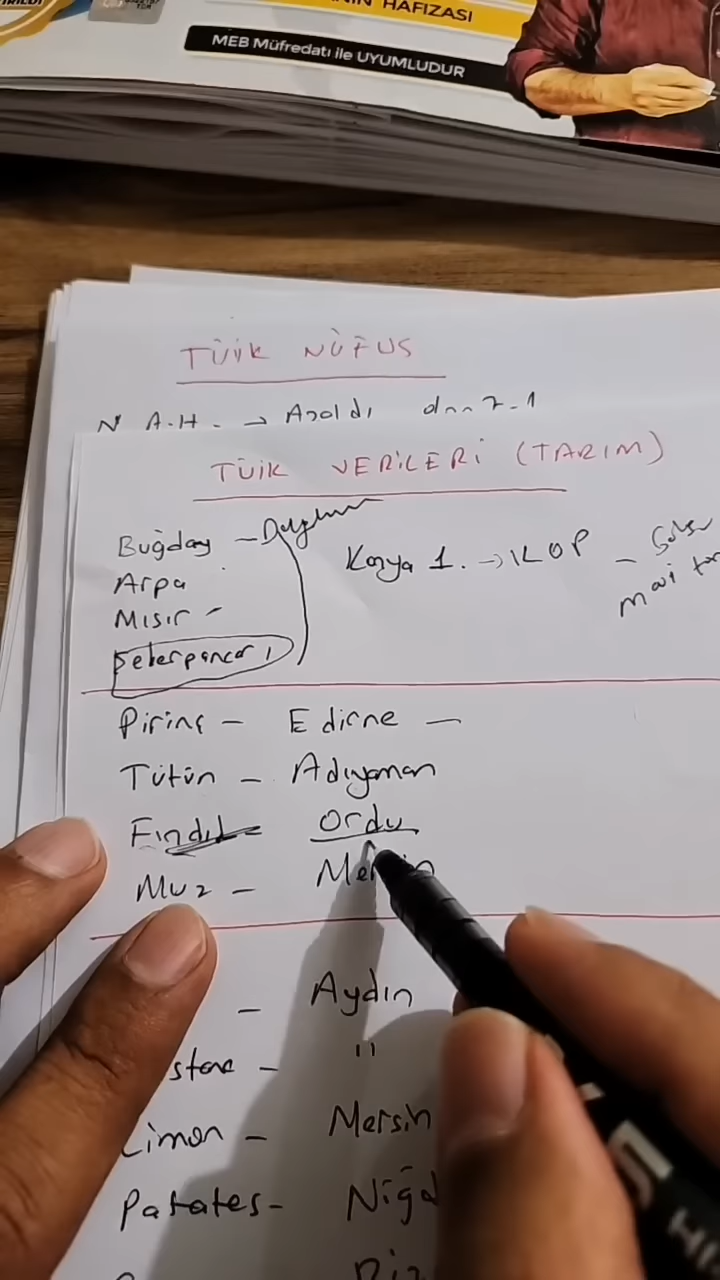 HAFIZASI
MEB Müfredatı ile UYUMLUDUR
TÜİK NÜFUS
N A.H. → Azaldı
TÜİK VERİLERİ (TARIM)
Buğday –
Arpa
Mısır –
Şekerpancarı
Konya 1. → KOP –
Pirinç – Edirne –
Tütün – Adıyaman
Fındık – Ordu
Muz – Mersin
– Aydın
– "
Limon – Mersin
Patates –